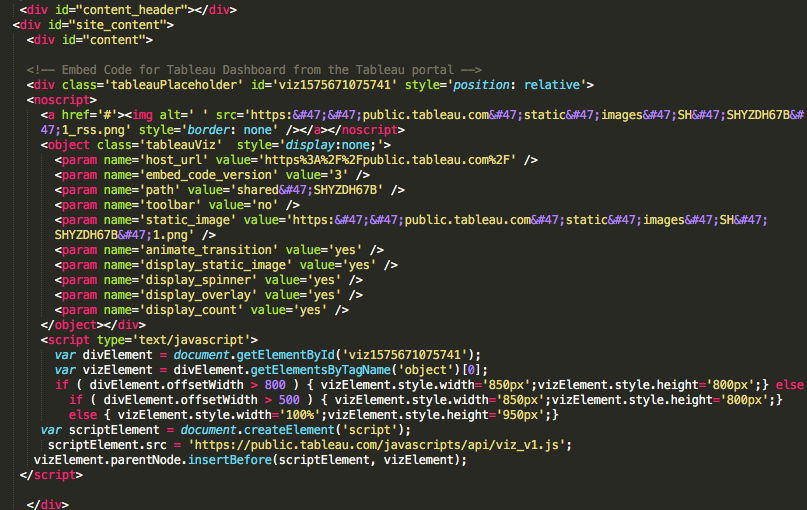 <div id="content_header"></div>
<div id="site_content">
<div id="content">
<!-- Embed Code for Tableau Dashboard from the Tableau portal -->
<div class='tableauPlaceholder' id='viz1575671075741' style='position: relative'>
<noscript>
<a href='#'><img alt=' ' src='https:&#47;&#47;public.tableau.com&#47;static&#47;images&#47;SH&#47;SHYZDH67B&#
47;1_rss.png' style='border: none' /></a></noscript>
<object class='tableauViz'  style='display:none;'>
<param name='host_url' value='https%3A%2F%2Fpublic.tableau.com%2F' />
<param name='embed_code_version' value='3' />
<param name='path' value='shared&#47;SHYZDH67B' />
<param name='toolbar' value='no' />
<param name='static_image' value='https:&#47;&#47;public.tableau.com&#47;static&#47;images&#47;SH&#47;
SHYZDH67B&#47;1.png' />
<param name='animate_transition' value='yes' />
<param name='display_static_image' value='yes' />
<param name='display_spinner' value='yes' />
<param name='display_overlay' value='yes' />
<param name='display_count' value='yes' />
</object></div>
<script type='text/javascript'>
var divElement = document.getElementById('viz1575671075741');
var vizElement = divElement.getElementsByTagName('object')[0];
if ( divElement.offsetWidth > 800 ) { vizElement.style.width='850px';vizElement.style.height='800px';} else
if ( divElement.offsetWidth > 500 ) { vizElement.style.width='850px';vizElement.style.height='800px';}
else { vizElement.style.width='100%';vizElement.style.height='950px';}
var scriptElement = document.createElement('script');
scriptElement.src = 'https://public.tableau.com/javascripts/api/viz_v1.js';
vizElement.parentNode.insertBefore(scriptElement, vizElement);
</script>
</div>